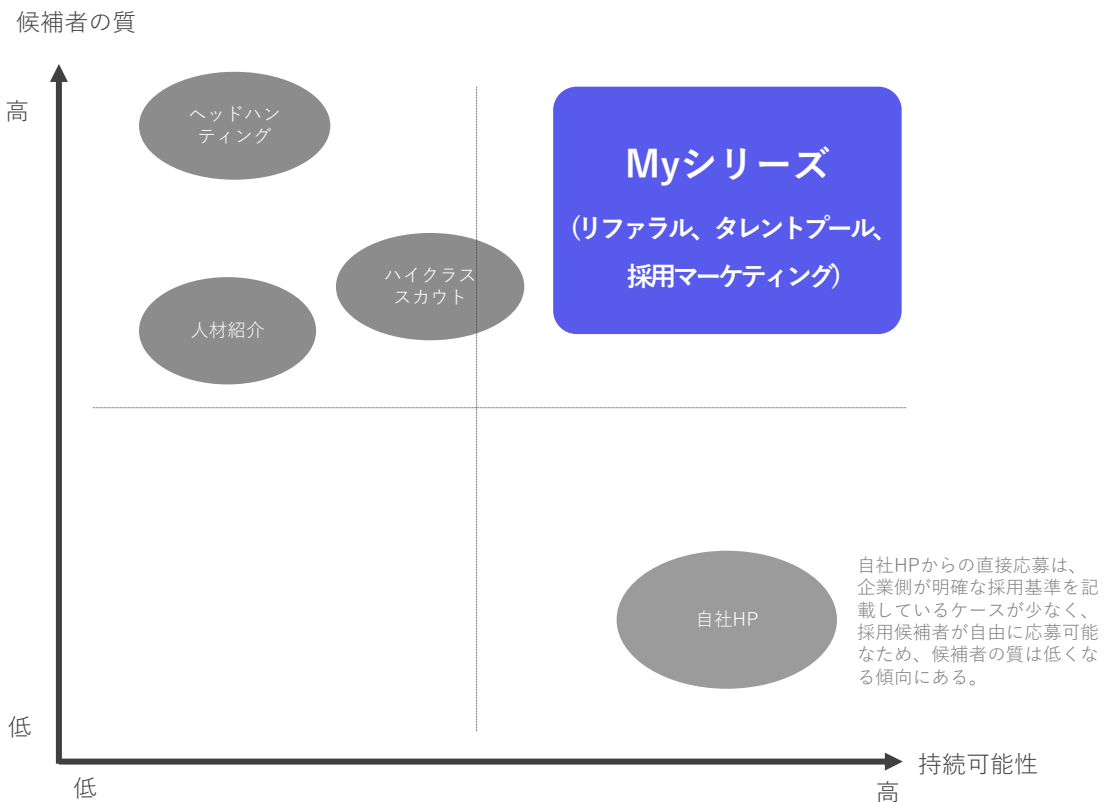 候補者の質
高
ヘッドハン
ティング
Myシリーズ
(リファラル、タレントプール、
採用マーケティング)
ハイクラス
スカウト
人材紹介
自社HP
自社HPからの直接応募は、
企業側が明確な採用基準を記
載しているケースが少なく、
採用候補者が自由に応募可能
なため、候補者の質は低くな
る傾向にある。
低
持続可能性
低
高